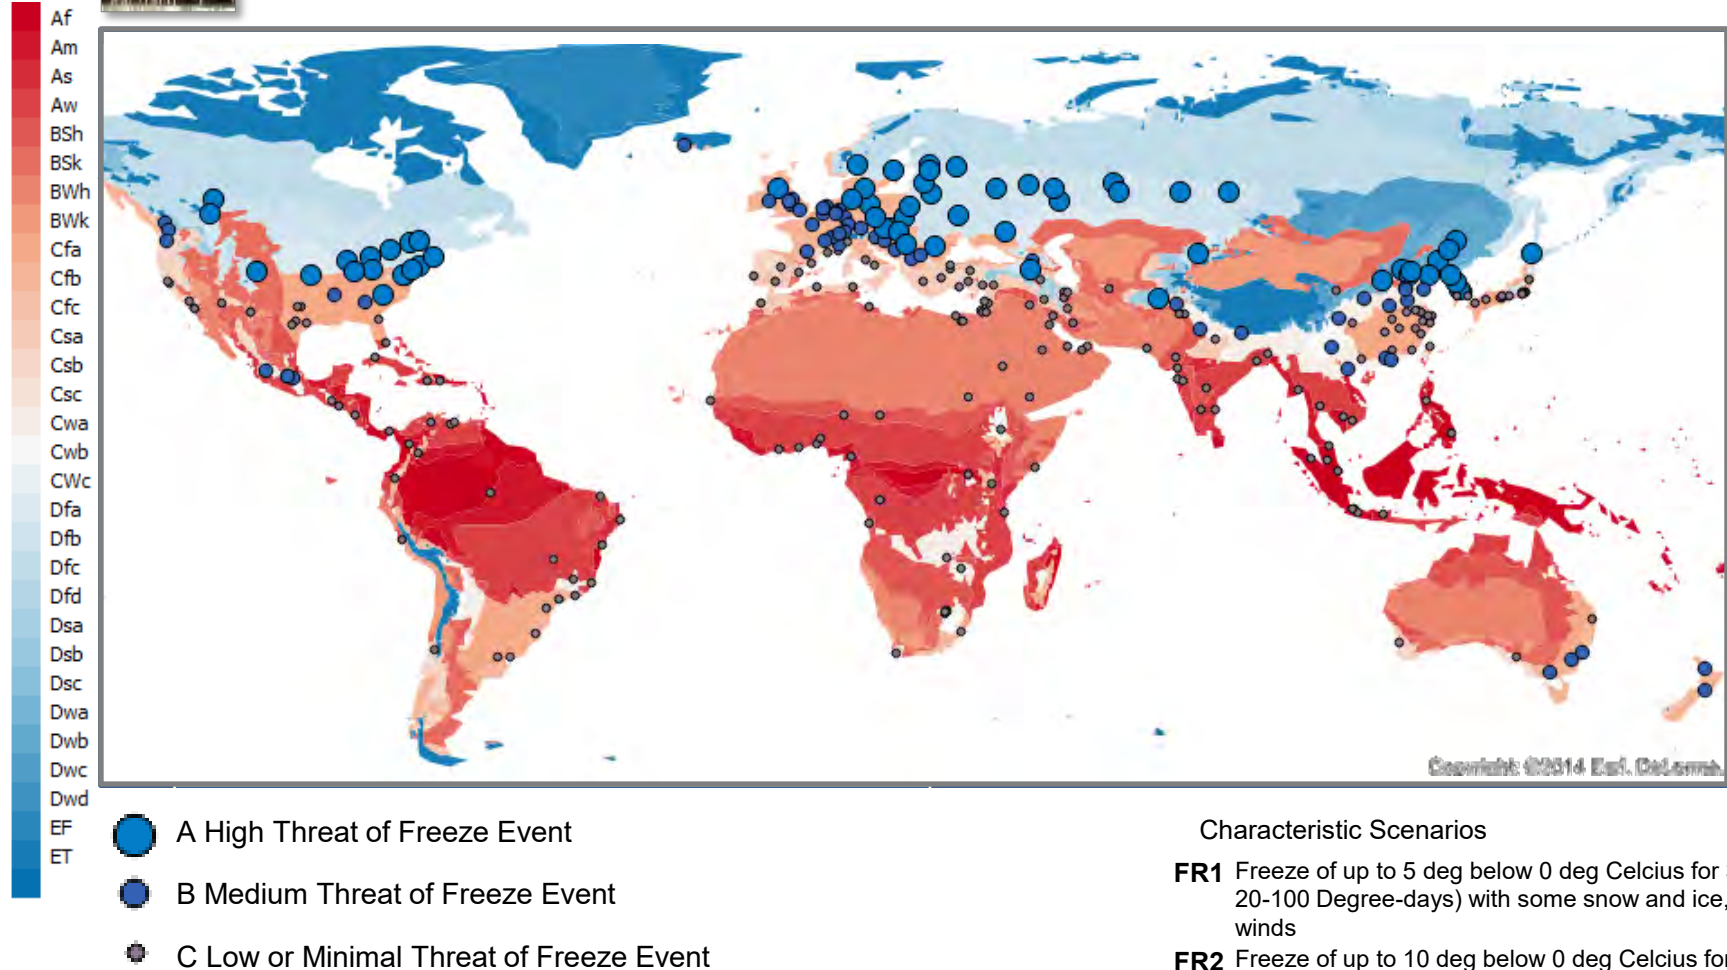 Af
Am
As
Aw
BSh
BSk
BWh
BWk
Cfa
Cfb
Cfc
Csa
Csb
Csc
Cwa
Cwb
CWc
Dfa
Dfb
Dfc
Dfd
Dsa
Dsb
Dsc
Dwa
Dwb
Dwc
Dwd
EF
ET
Copyright: ©2014 Esri, DeLorme,
A High Threat of Freeze Event
B Medium Threat of Freeze Event
C Low or Minimal Threat of Freeze Event
Characteristic Scenarios
FR1 Freeze of up to 5 deg below 0 deg Celcius for
20-100 Degree-days) with some snow and ice,
winds
FR2 Freeze of up to 10 deg below 0 deg Celcius for